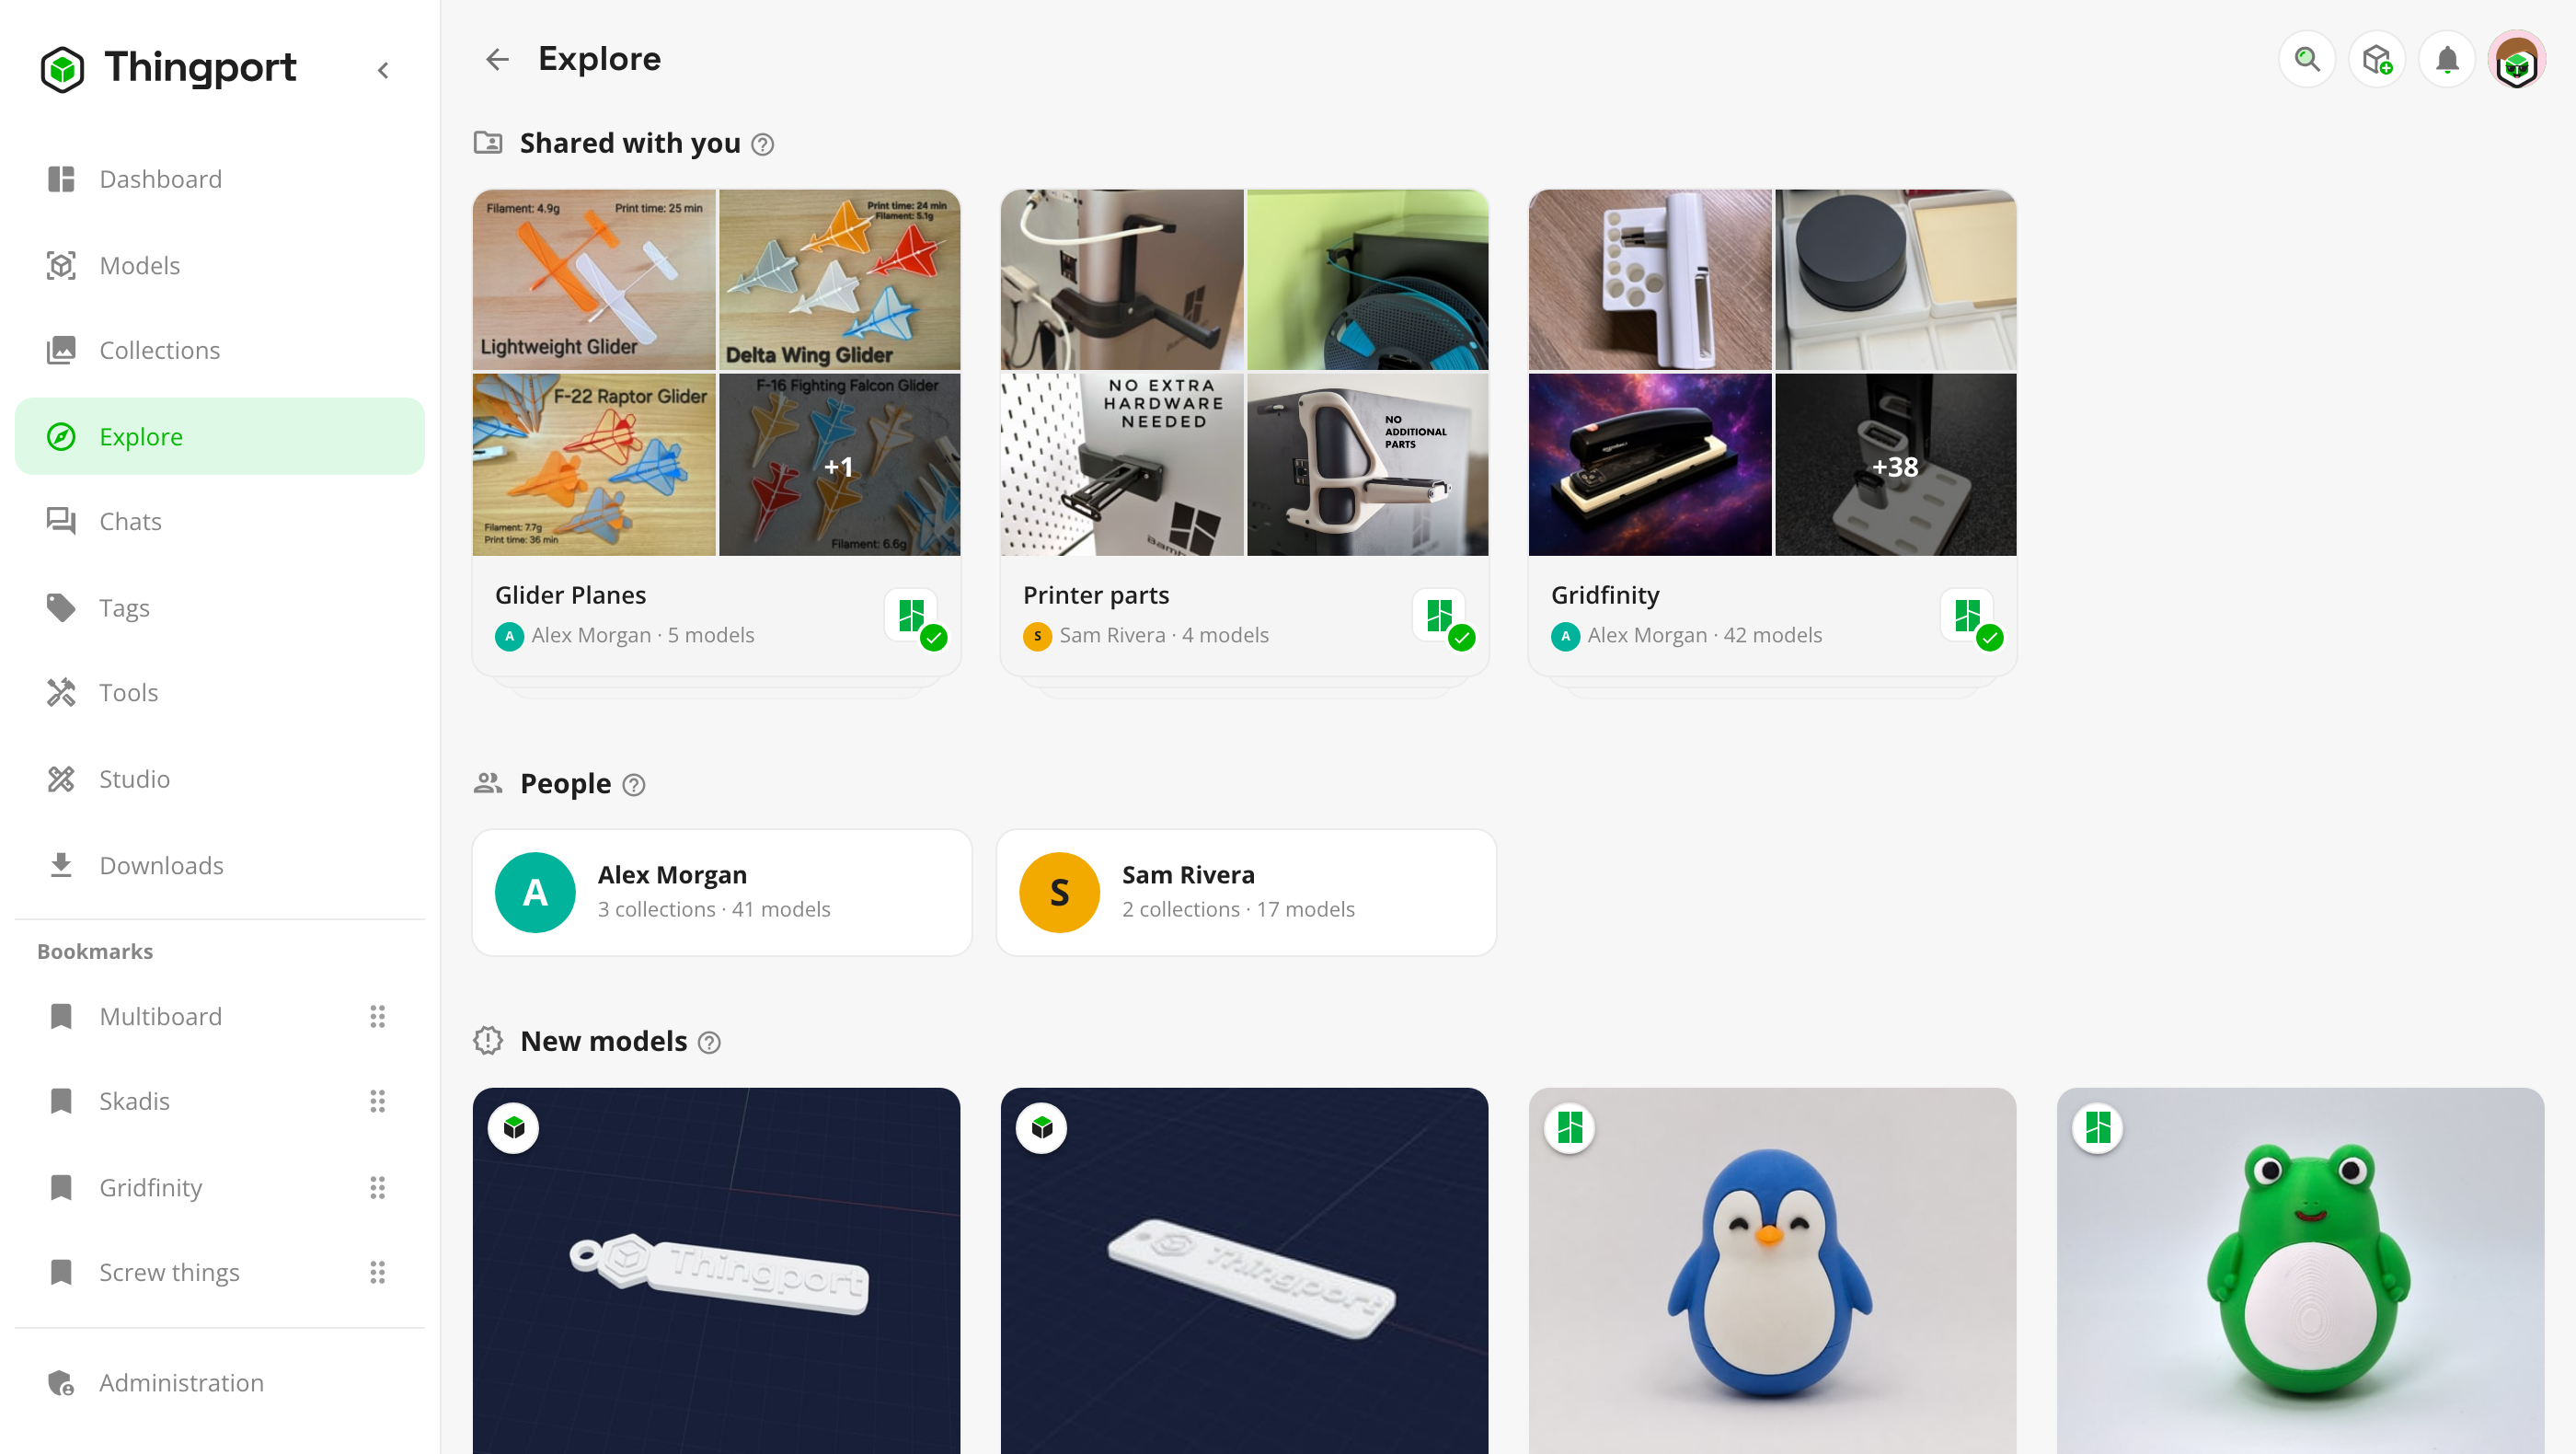 Thingport
Dashboard
Models
Collections
Explore
Chats
Tags
Tools
Studio
Downloads
Bookmarks
Multiboard
Skadis
Gridfinity
Screw things
Administration
Explore
Shared with you
Filament: 4.9g
Print time: 25 min
Lightweight Glider
Print time: 24 min
Filament: 5.1g
Delta Wing Glider
F-22 Raptor Glider
Filament: 7.7g
Print time: 36 min
F-16 Fighting Falcon Glider
+1
Filament: 6.6g
Glider Planes
A Alex Morgan · 5 models
NO EXTRA
HARDWARE
NEEDED
NO
ADDITIONAL
PARTS
Printer parts
S Sam Rivera · 4 models
+38
Gridfinity
A Alex Morgan · 42 models
People
A
Alex Morgan
3 collections · 41 models
S
Sam Rivera
2 collections · 17 models
New models
Thingport
Thingport